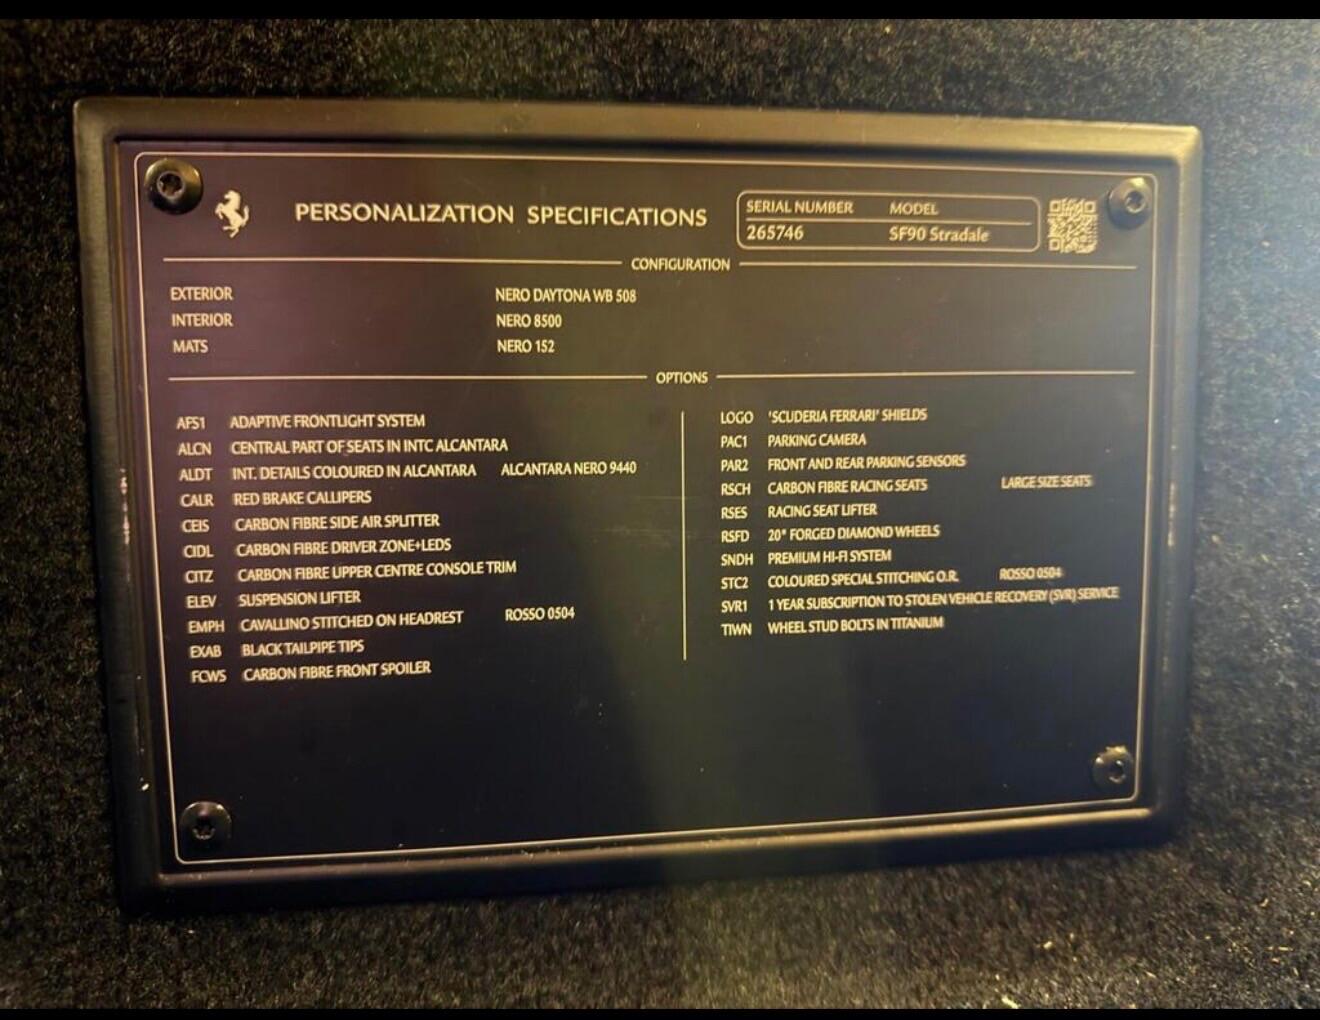 PERSONALIZATION SPECIFICATIONS
SERIAL NUMBER MODEL
265746 SF90 Stradale
CONFIGURATION
EXTERIOR NERO DAYTONA WB 508
INTERIOR NERO 8500
MATS NERO 152
OPTIONS
AFS1 ADAPTIVE FRONTLIGHT SYSTEM
ALCN CENTRAL PART OF SEATS IN INTC ALCANTARA
ALDT INT. DETAILS COLOURED IN ALCANTARA ALCANTARA NERO 9440
CALR RED BRAKE CALLIPERS
CEIS CARBON FIBRE SIDE AIR SPLITTER
CIDL CARBON FIBRE DRIVER ZONE+LEDS
CITZ CARBON FIBRE UPPER CENTRE CONSOLE TRIM
ELEV SUSPENSION LIFTER
EMPH CAVALLINO STITCHED ON HEADREST ROSSO 0504
EXAB BLACK TAILPIPE TIPS
FCWS CARBON FIBRE FRONT SPOILER
LOGO 'SCUDERIA FERRARI' SHIELDS
PAC1 PARKING CAMERA
PAR2 FRONT AND REAR PARKING SENSORS
RSCH CARBON FIBRE RACING SEATS LARGE SIZE SEATS
RSES RACING SEAT LIFTER
RSFD 20" FORGED DIAMOND WHEELS
SNDH PREMIUM HI-FI SYSTEM
STC2 COLOURED SPECIAL STITCHING O.R. ROSSO 0504
SVR1 1 YEAR SUBSCRIPTION TO STOLEN VEHICLE RECOVERY (SVR) SERVICE
TIWN WHEEL STUD BOLTS IN TITANIUM